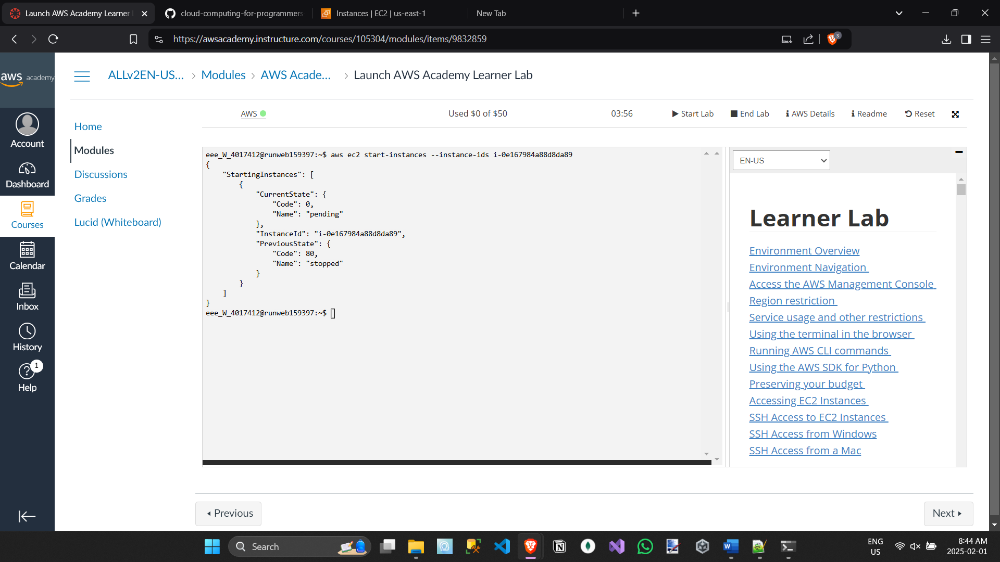 Launch AWS Academy Learner
cloud-computing-for-programmers
Instances | EC2 | us-east-1
New Tab
https://awsacademy.instructure.com/courses/105304/modules/items/9832859
3
aws academy
ALLv2EN-US... > Modules > AWS Acade... > Launch AWS Academy Learner Lab
Account
Dashboard
Courses
Calendar
Inbox
History
1
Help
Home
Modules
Discussions
Grades
Lucid (Whiteboard)
AWS
Used $0 of $50
03:56
Start Lab
End Lab
AWS Details
Readme
Reset
eee_W_4017412@runweb159397:~$ aws ec2 start-instances --instance-ids i-0e167984a88d8da89
{
    "StartingInstances": [
        {
            "CurrentState": {
                "Code": 0,
                "Name": "pending"
            },
            "InstanceId": "i-0e167984a88d8da89",
            "PreviousState": {
                "Code": 80,
                "Name": "stopped"
            }
        }
    ]
}
eee_W_4017412@runweb159397:~$
EN-US
Learner Lab
Environment Overview
Environment Navigation
Access the AWS Management Console
Region restriction
Service usage and other restrictions
Using the terminal in the browser
Running AWS CLI commands
Using the AWS SDK for Python
Preserving your budget
Accessing EC2 Instances
SSH Access to EC2 Instances
SSH Access from Windows
SSH Access from a Mac
Previous
Next
Search
ENG
US
8:44 AM
2025-02-01